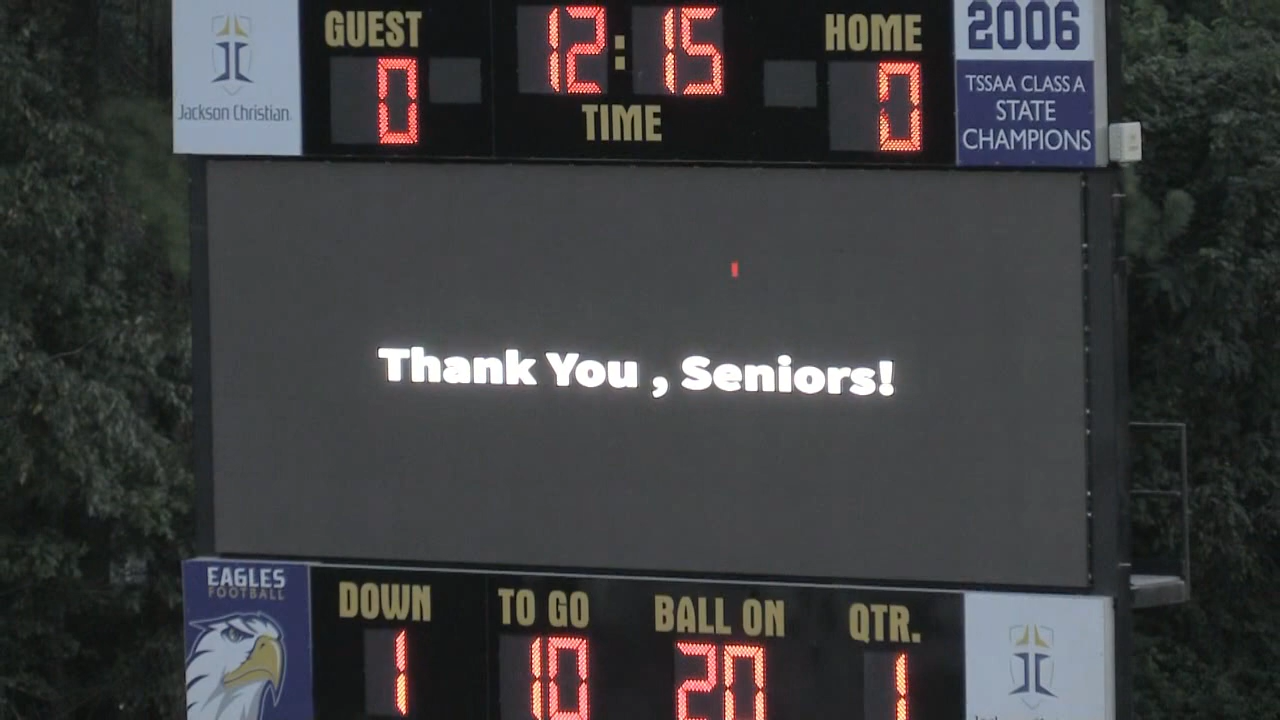 GUEST
12:15
HOME
2006
Jackson Christian
0
0
TIME
TSSAA CLASS A
STATE
CHAMPIONS
Thank You , Seniors!
EAGLES
FOOTBALL
DOWN
TO GO
BALL ON
QTR.
1
10
20
1